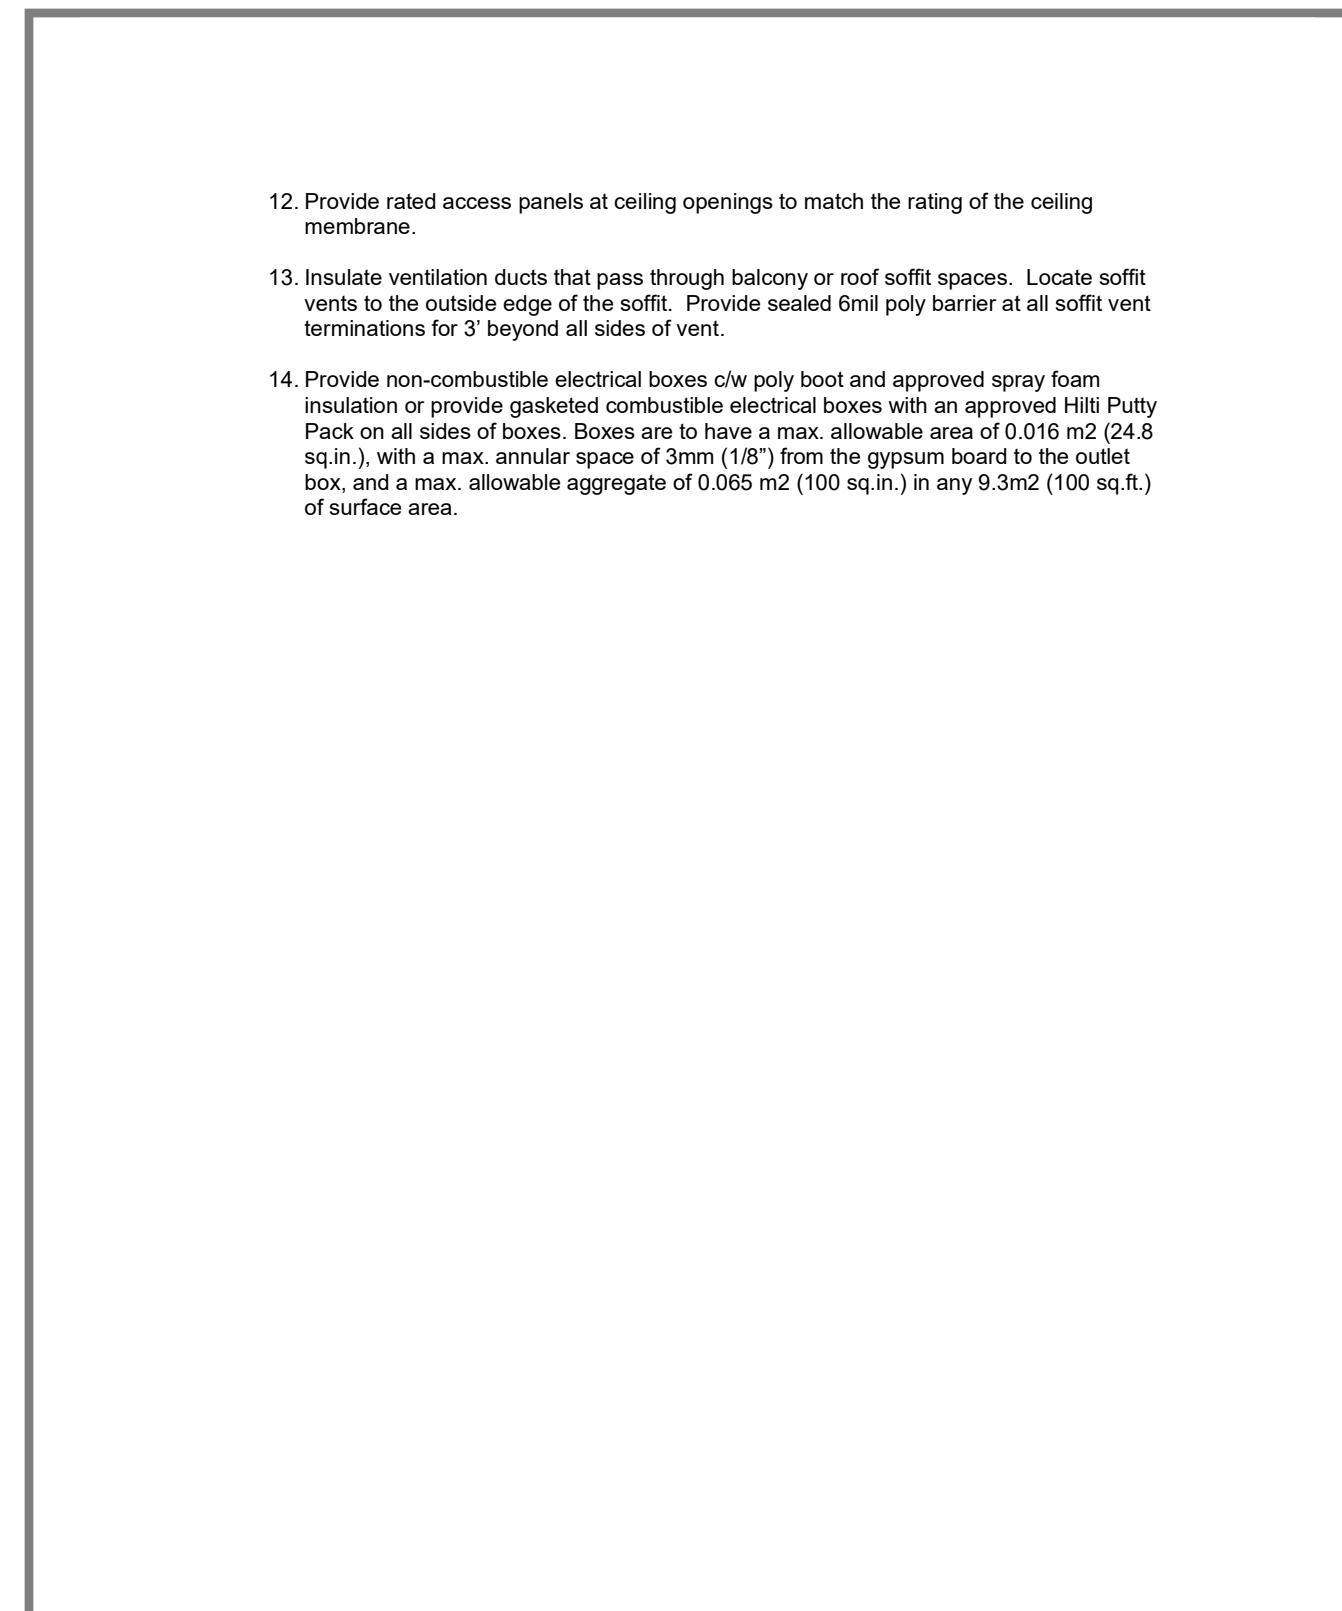 12. Provide rated access panels at ceiling openings to match the rating of the ceiling
membrane.
13. Insulate ventilation ducts that pass through balcony or roof soffit spaces.  Locate soffit
vents to the outside edge of the soffit.  Provide sealed 6mil poly barrier at all soffit vent
terminations for 3’ beyond all sides of vent.
14. Provide non-combustible electrical boxes c/w poly boot and approved spray foam
insulation or provide gasketed combustible electrical boxes with an approved Hilti Putty
Pack on all sides of boxes. Boxes are to have a max. allowable area of 0.016 m2 (24.8
sq.in.), with a max. annular space of 3mm (1/8”) from the gypsum board to the outlet
box, and a max. allowable aggregate of 0.065 m2 (100 sq.in.) in any 9.3m2 (100 sq.ft.)
of surface area.